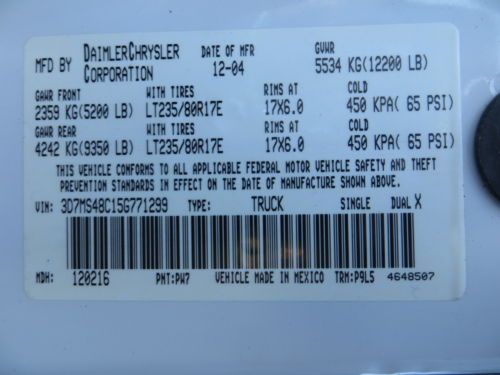 MFD BY DAIMLERCHRYSLER CORPORATION DATE OF MFR 12-04 GVWR 5534 KG(12200 LB)
GAWR FRONT WITH TIRES RIMS AT COLD
2359 KG(5200 LB) LT235/80R17E 17X6.0 450 KPA( 65 PSI)
GAWR REAR WITH TIRES RIMS AT COLD
4242 KG(9350 LB) LT235/80R17E 17X6.0 450 KPA( 65 PSI)
THIS VEHICLE CONFORMS TO ALL APPLICABLE FEDERAL MOTOR VEHICLE SAFETY AND THEFT
PREVENTION STANDARDS IN EFFECT ON THE DATE OF MANUFACTURE SHOWN ABOVE.
VIN: 3D7MS48C15G771299 TYPE: TRUCK SINGLE DUAL X
MDH: 120216 PNT:PW7 VEHICLE MADE IN MEXICO TRM:P9L5 4648507